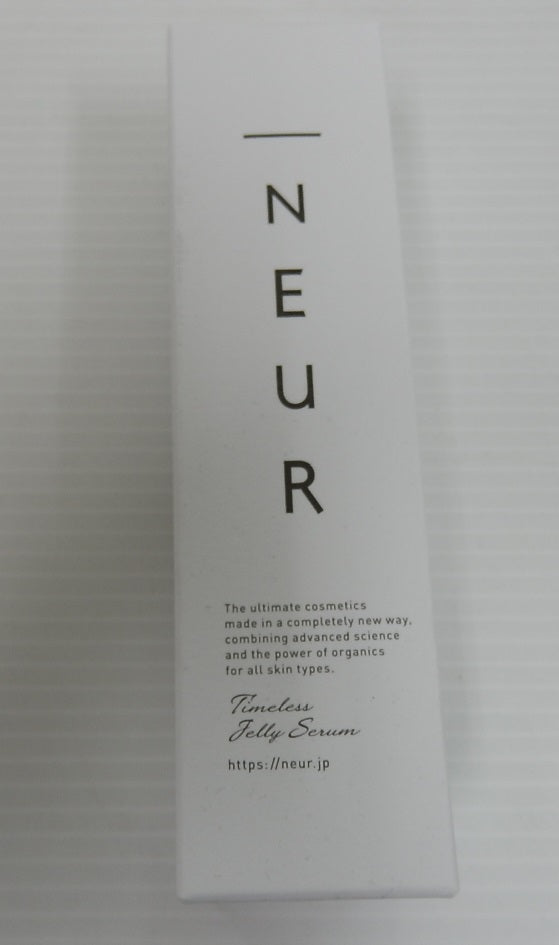 NEUR
The ultimate cosmetics
made in a completely new way,
combining advanced science
and the power of organics
for all skin types.
Timeless
Jelly Serum
https://neur.jp